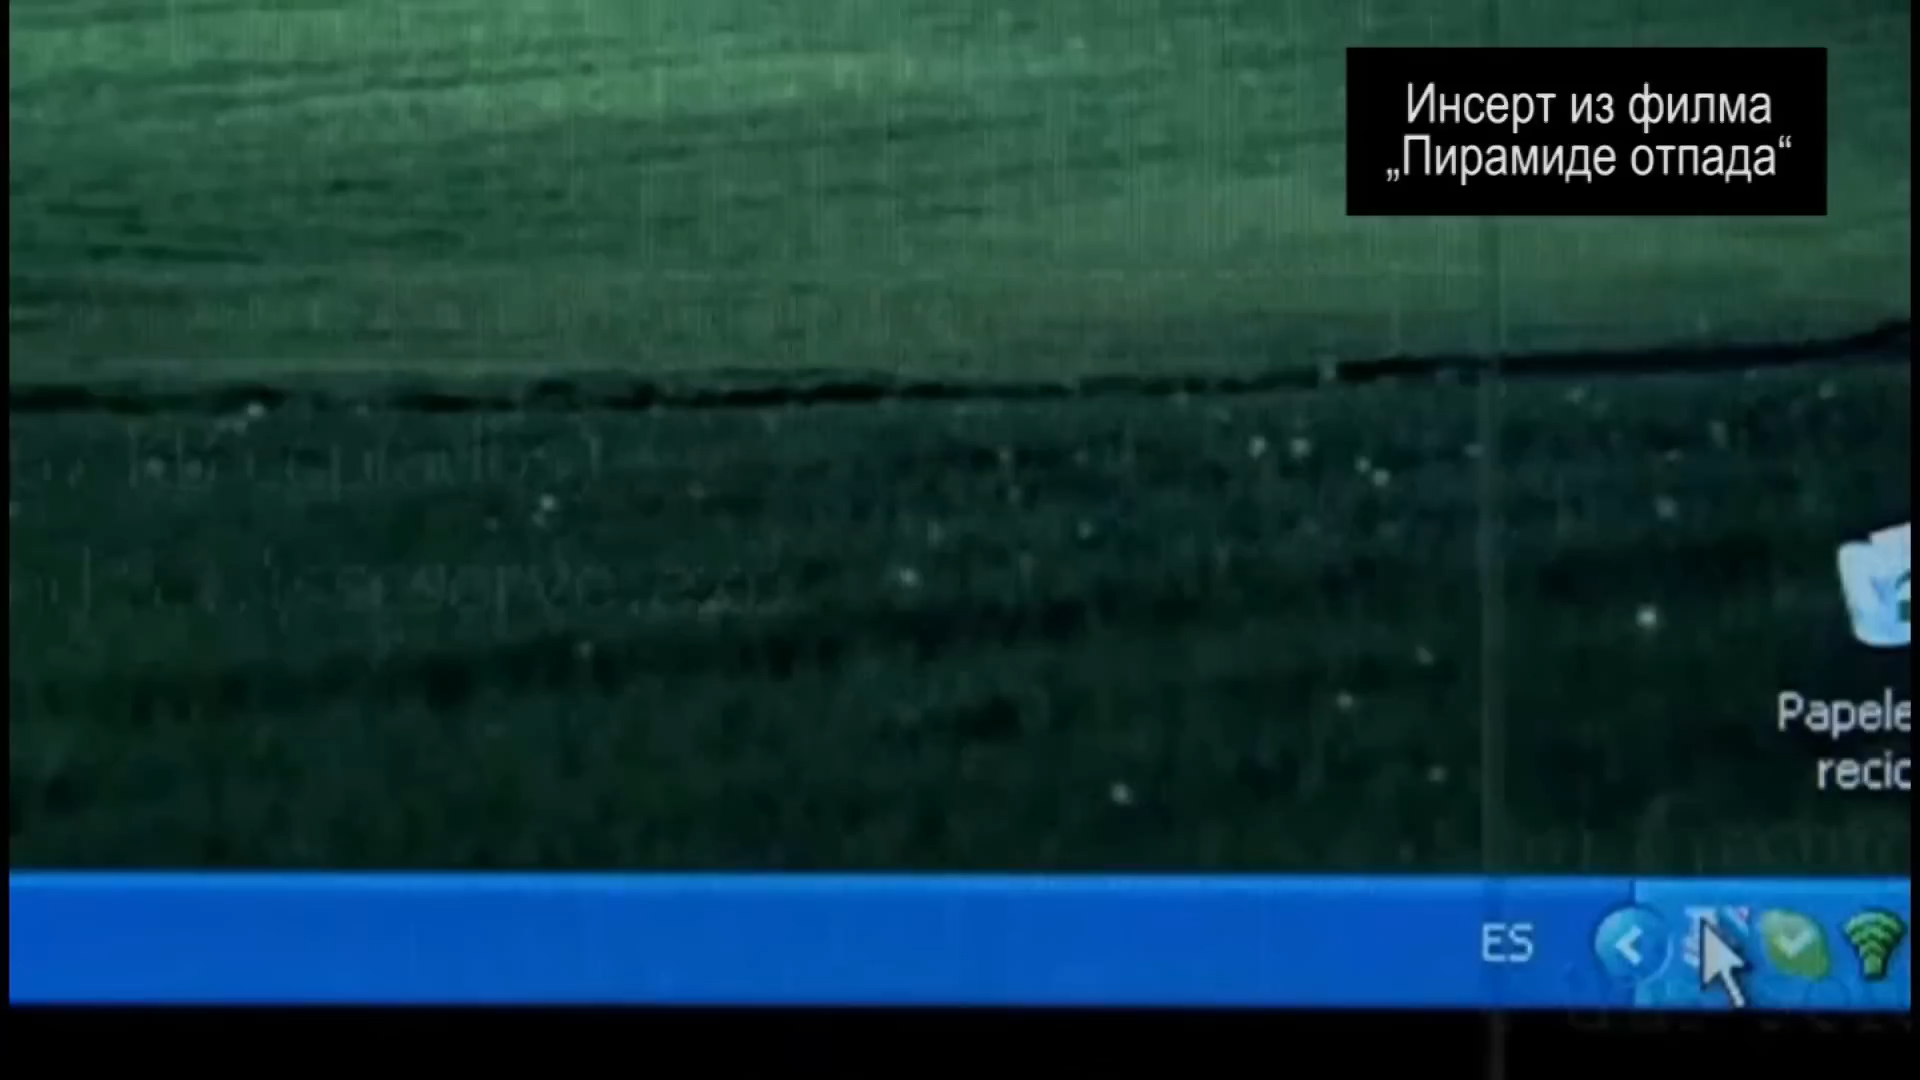 Инсерт из филма
„Пирамиде отпада“
Papele
recic
ES